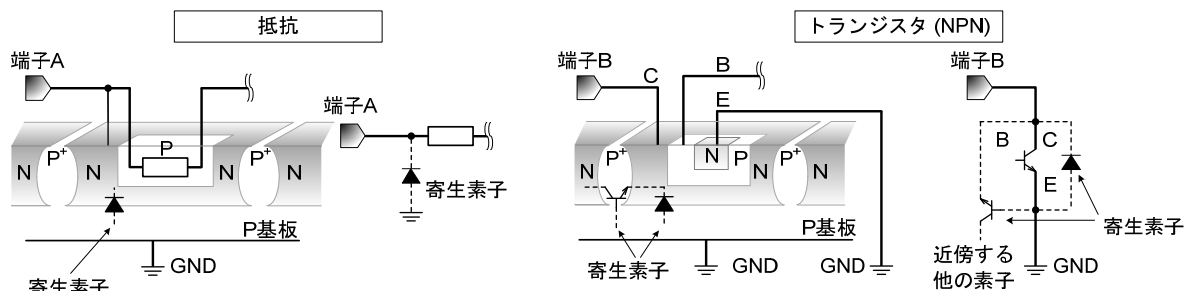 抵抗
端子A
P
N
P+
N
P+
N
寄生素子
P基板
GND
端子A
寄生素子
トランジスタ (NPN)
端子B
C
B
E
N
P+
N
P
N
P+
N
寄生素子
P基板
GND
GND
端子B
B
C
E
寄生素子
近傍する
他の素子
GND